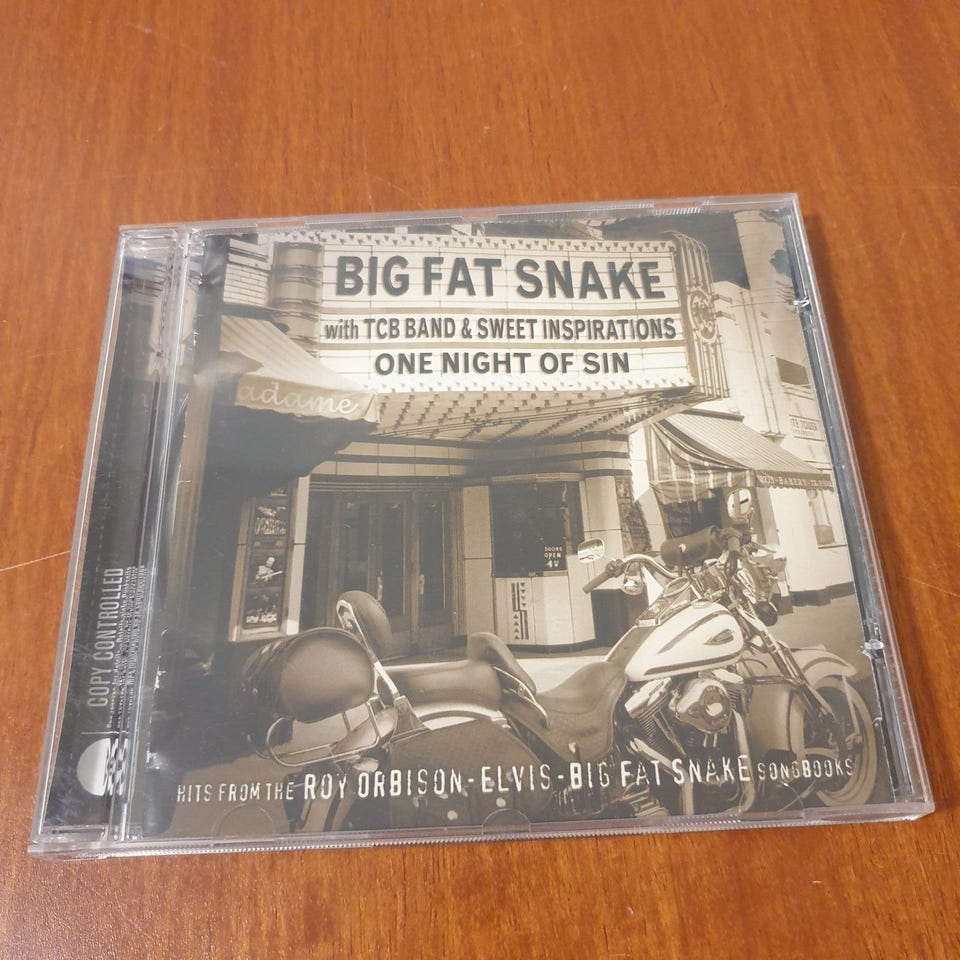 BIG FAT SNAKE
with TCB BAND & SWEET INSPIRATIONS
ONE NIGHT OF SIN
adame
BAKERY
DOORS
OPEN
HITS FROM THE ROY ORBISON-ELVIS-BIG FAT SNAKE SONGBOOKS
COPY CONTROLLED